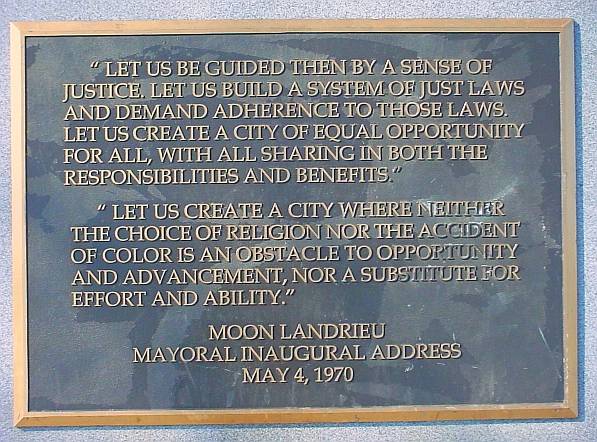 “ LET US BE GUIDED THEN BY A SENSE OF
JUSTICE. LET US BUILD A SYSTEM OF JUST LAWS
AND DEMAND ADHERENCE TO THOSE LAWS.
LET US CREATE A CITY OF EQUAL OPPORTUNITY
FOR ALL, WITH ALL SHARING IN BOTH THE
RESPONSIBILITIES AND BENEFITS.”
“ LET US CREATE A CITY WHERE NEITHER
THE CHOICE OF RELIGION NOR THE ACCIDENT
OF COLOR IS AN OBSTACLE TO OPPORTUNITY
AND ADVANCEMENT, NOR A SUBSTITUTE FOR
EFFORT AND ABILITY.”
MOON LANDRIEU
MAYORAL INAUGURAL ADDRESS
MAY 4, 1970